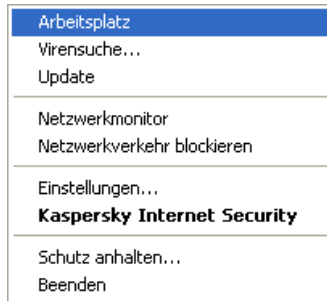 Arbeitsplatz
Virensuche...
Update
Netzwerkmonitor
Netzwerkverkehr blockieren
Einstellungen...
Kaspersky Internet Security
Schutz anhalten...
Beenden